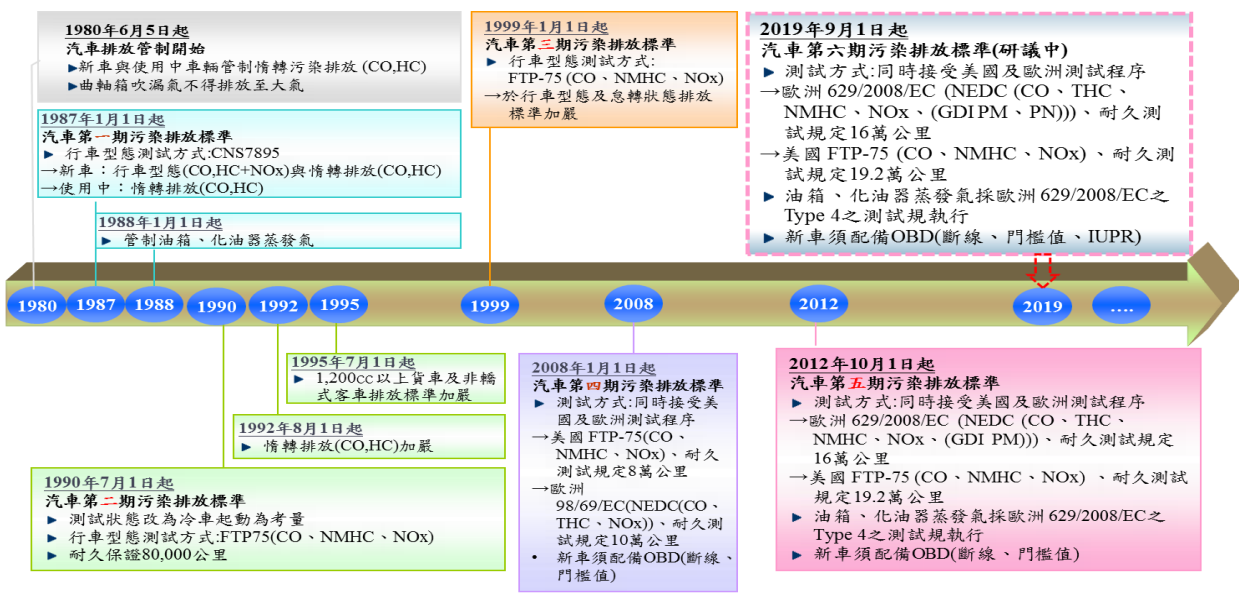 1980年6月5日起
汽車排放管制開始
►新車與使用中車輛管制惰轉污染排放(CO,HC)
►曲軸箱吹漏氣不得排放至大氣
1987年1月1日起
汽車第一期污染排放標準
► 行車型態測試方式:CNS7895
→新車：行車型態(CO,HC+NOx)與惰轉排放(CO,HC)
→使用中：惰轉排放(CO,HC)
1988年1月1日起
► 管制油箱、化油器蒸發氣
1999年1月1日起
汽車第三期污染排放標準
► 行車型態測試方式:
FTP-75(CO、NMHC、NOx)
→於行車型態及怠轉狀態排放
標準加嚴
2019年9月1日起
汽車第六期污染排放標準(研議中)
► 測試方式:同時接受美國及歐洲測試程序
→歐洲 629/2008/EC (NEDC (CO、THC、
NMHC、NOx、(GDI PM、PN)))、耐久測
試規定16萬公里
→美國 FTP-75 (CO、NMHC、NOx) 、耐久測
試規定19.2萬公里
► 油箱、化油器蒸發氣採歐洲 629/2008/EC之
Type 4之測試規執行
► 新車須配備OBD(斷線、門檻值、IUPR)
1980
1987
1988
1990
1992
1995
1999
2008
2012
2019
....
1995年7月1日起
► 1,200cc以上貨車及非轎
式客車排放標準加嚴
1992年8月1日起
► 惰轉排放(CO,HC)加嚴
1990年7月1日起
汽車第二期污染排放標準
► 測試狀態改為冷車起動為考量
► 行車型態測試方式:FTP75(CO、NMHC、NOx)
► 耐久保證80,000公里
2008年1月1日起
汽車第四期污染排放標準
► 測試方式:同時接受美
國及歐洲測試程序
→美國 FTP-75(CO、
NMHC、NOx)、耐久
測試規定8萬公里
→歐洲
98/69/EC(NEDC(CO、
THC、NOx))、耐久測
試規定10萬公里
• 新車須配備OBD(斷線、
門檻值)
2012年10月1日起
汽車第五期污染排放標準
► 測試方式:同時接受美國及歐洲測試程序
→歐洲 629/2008/EC (NEDC (CO、THC、
NMHC、NOx、(GDI PM)))、耐久測試規定
16萬公里
→美國 FTP-75 (CO、NMHC、NOx) 、耐久測試
規定19.2萬公里
► 油箱、化油器蒸發氣採歐洲 629/2008/EC之
Type 4之測試規執行
► 新車須配備OBD(斷線、門檻值)